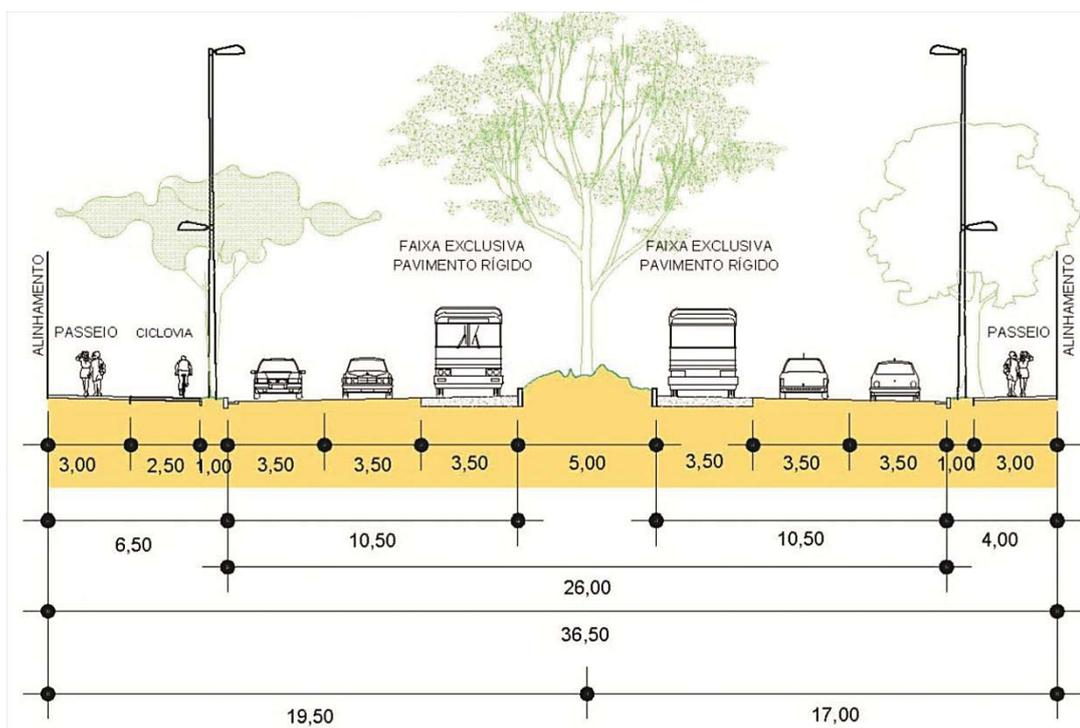 FAIXA EXCLUSIVA
PAVIMENTO RÍGIDO
FAIXA EXCLUSIVA
PAVIMENTO RÍGIDO
ALINHAMENTO
PASSEIO
CICLOVIA
PASSEIO
ALINHAMENTO
3,00 2,50 1,00 3,50 3,50 3,50 5,00 3,50 3,50 3,50 1,00 3,00
6,50 10,50 10,50 4,00
26,00
36,50
19,50 17,00